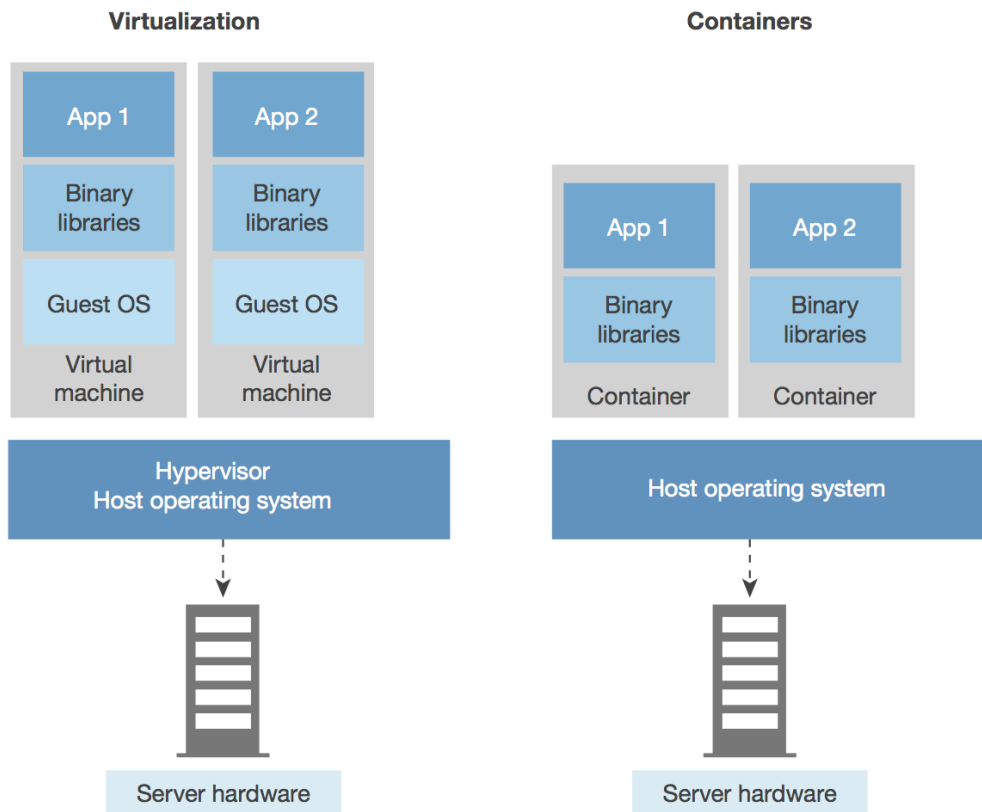 Virtualization
App 1
Binary
libraries
Guest OS
Virtual
machine
App 2
Binary
libraries
Guest OS
Virtual
machine
Hypervisor
Host operating system
Server hardware
Containers
App 1
Binary
libraries
Container
App 2
Binary
libraries
Container
Host operating system
Server hardware